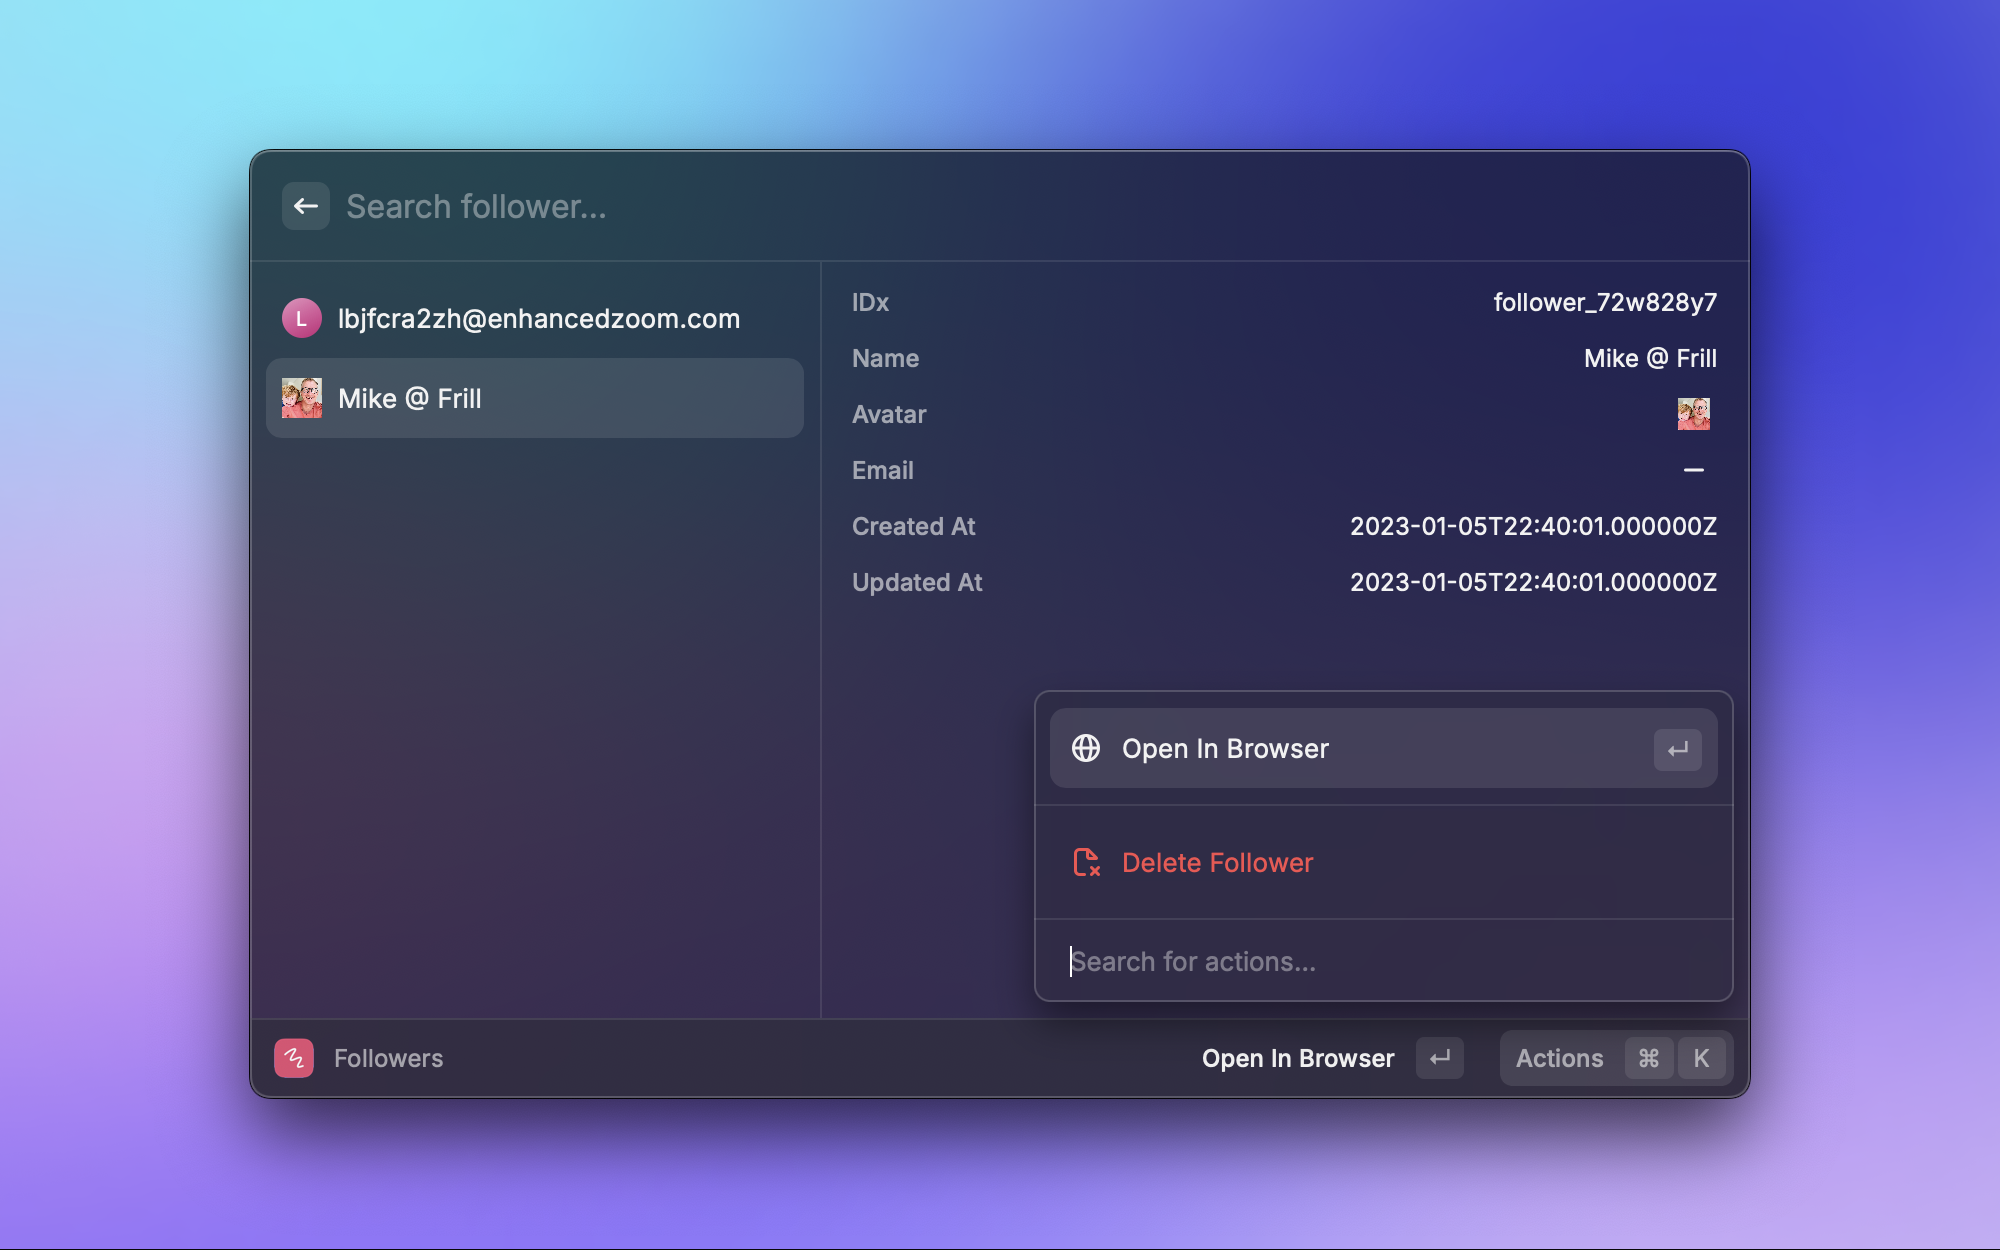 Search follower...
L
lbjfcra2zh@enhancedzoom.com
Mike @ Frill
IDx
follower_72w828y7
Name
Mike @ Frill
Avatar
Email
—
Created At
2023-01-05T22:40:01.000000Z
Updated At
2023-01-05T22:40:01.000000Z
Open In Browser
Delete Follower
Search for actions...
Followers
Open In Browser
Actions ⌘ K